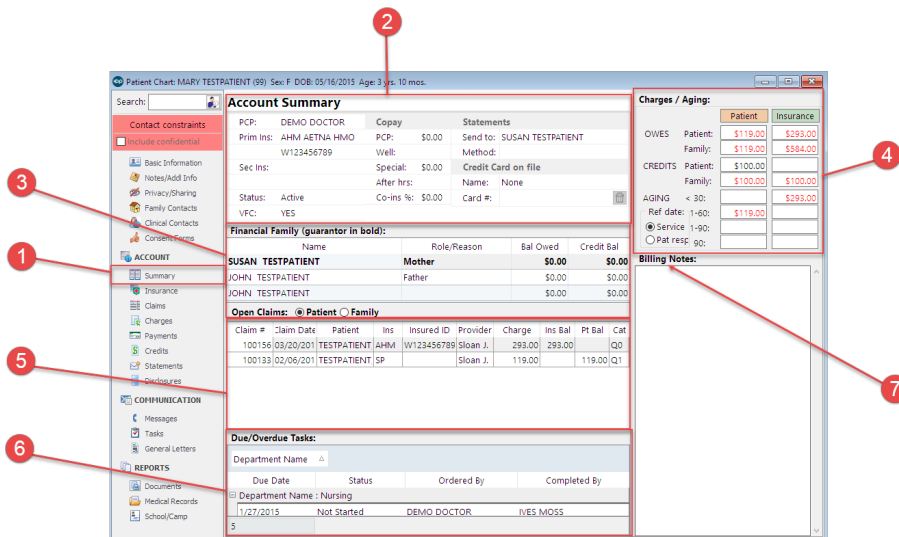 2
Patient Chart: MARY TESTPATIENT (99) Sex: F DOB: 05/16/2015 Age: 3 yrs. 10 mos.
Search:
Contact constraints
Include confidential
Basic Information
Notes/Add Info
Privacy/Sharing
Family Contacts
Clinical Contacts
Consent Forms
ACCOUNT
Summary
Insurance
Claims
Charges
Payments
Credits
Statements
Disclosures
COMMUNICATION
Messages
Tasks
General Letters
REPORTS
Documents
Medical Records
School/Camp
3
1
5
6
Account Summary
PCP: DEMO DOCTOR Copay Statements
Prim Ins: AHM AETNA HMO PCP: $0.00 Send to: SUSAN TESTPATIENT
W123456789 Well: Method:
Sec Ins: Special: $0.00 Credit Card on file
After hrs: Name: None
Status: Active Co-ins %: $0.00 Card #:
VFC: YES
Financial Family (guarantor in bold):
Name Role/Reason Bal Owed Credit Bal
SUSAN TESTPATIENT Mother $0.00 $0.00
JOHN TESTPATIENT Father $0.00 $0.00
JOHN TESTPATIENT $0.00 $0.00
Open Claims: Patient Family
Claim # Claim Date Patient Ins Insured ID Provider Charge Ins Bal Pt Bal Cat
100156 03/20/201 TESTPATIENT AHM W123456789 Sloan J. 293.00 293.00 Q0
100133 02/06/201 TESTPATIENT SP Sloan J. 119.00 119.00 Q1
Due/Overdue Tasks:
Department Name
Due Date Status Ordered By Completed By
Department Name : Nursing
1/27/2015 Not Started DEMO DOCTOR IVES MOSS
5
Charges / Aging:
Patient Insurance
OWES Patient: $119.00 $293.00
Family: $119.00 $584.00
CREDITS Patient: $100.00
Family: $100.00 $100.00
AGING < 30: $293.00
Ref date: 1-60: $119.00
Service 1-90:
Pat resp 90:
Billing Notes:
4
7